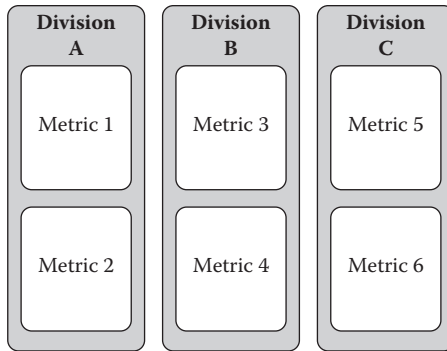 Division
A
Metric 1
Metric 2
Division
B
Metric 3
Metric 4
Division
C
Metric 5
Metric 6